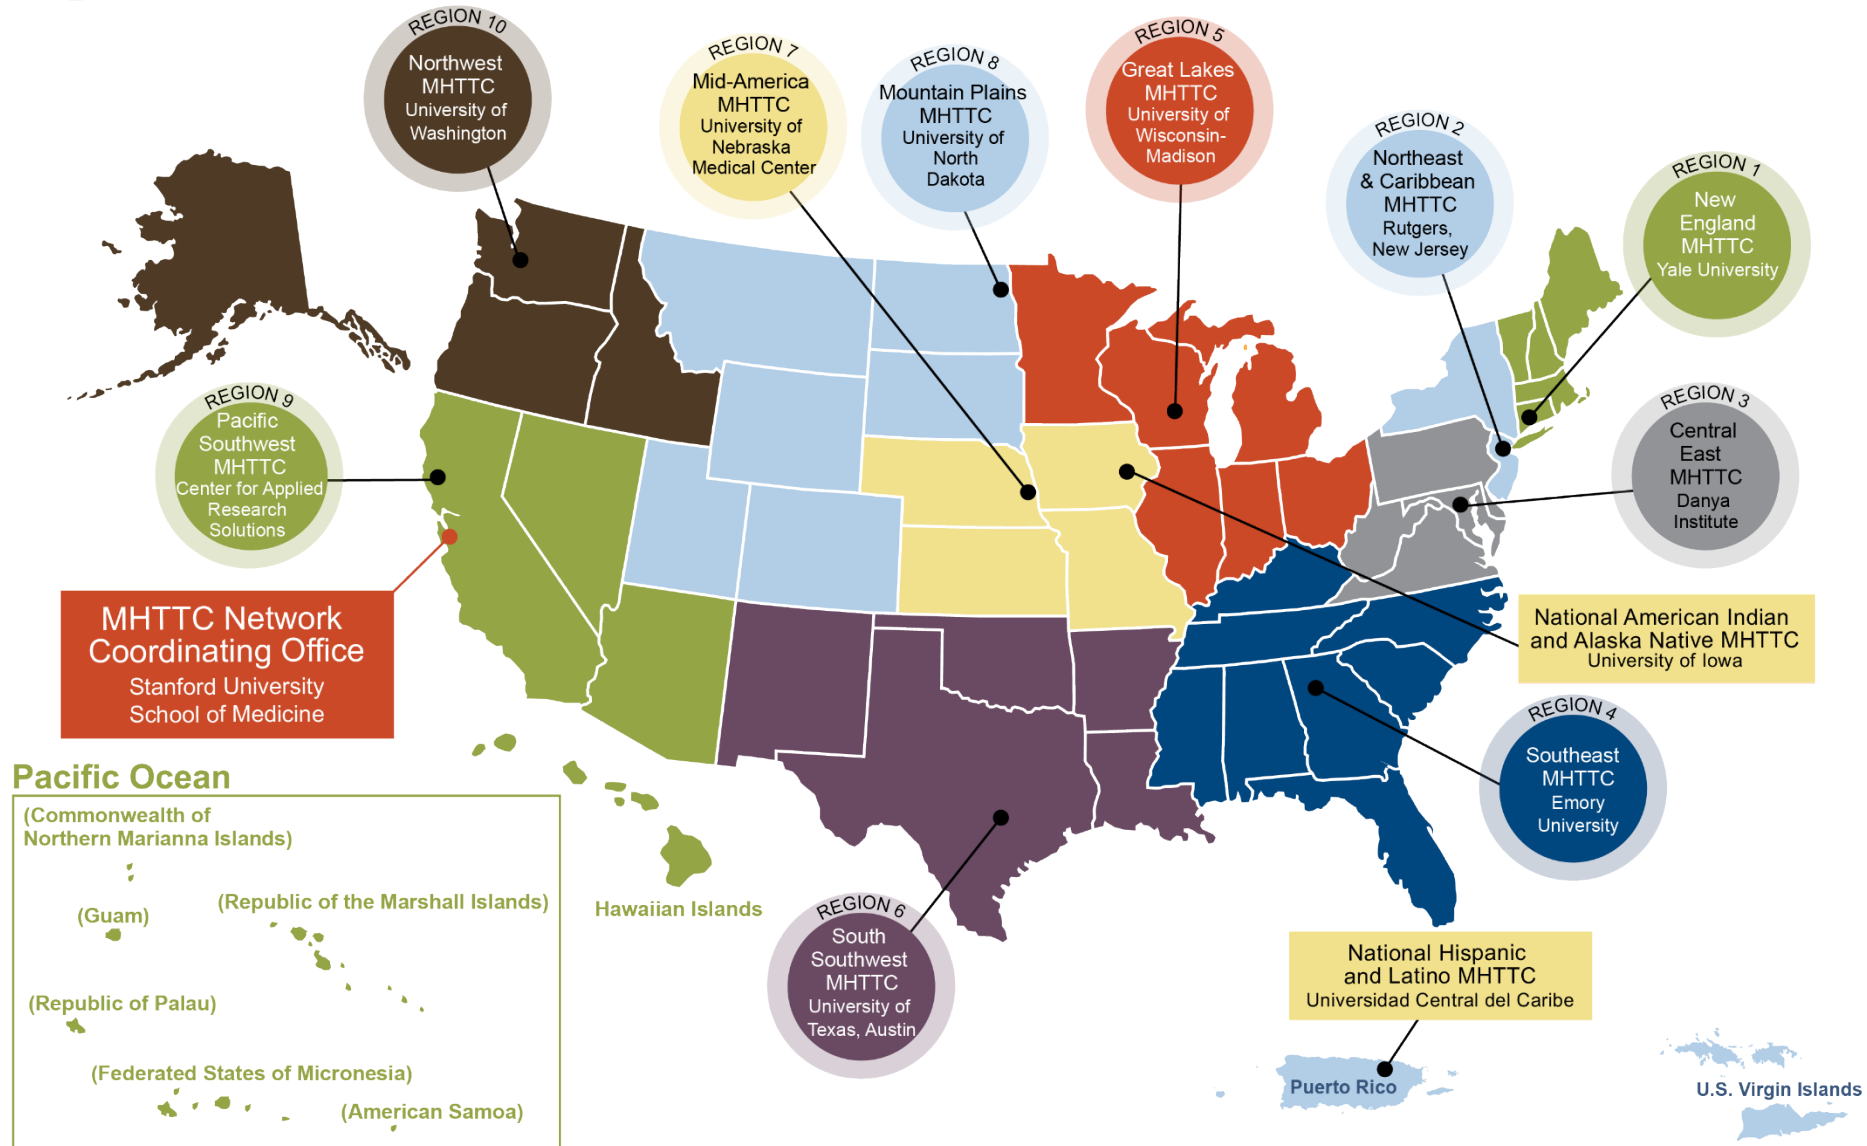 REGION 10
Northwest
MHTTC
University of
Washington
REGION 7
Mid-America
MHTTC
University of
Nebraska
Medical Center
REGION 8
Mountain Plains
MHTTC
University of
North
Dakota
REGION 5
Great Lakes
MHTTC
University of
Wisconsin-
Madison
REGION 2
Northeast
& Caribbean
MHTTC
Rutgers,
New Jersey
REGION 1
New
England
MHTTC
Yale University
REGION 9
Pacific
Southwest
MHTTC
Center for Applied
Research
Solutions
REGION 3
Central
East
MHTTC
Danya
Institute
MHTTC Network
Coordinating Office
Stanford University
School of Medicine
National American Indian
and Alaska Native MHTTC
University of Iowa
REGION 4
Southeast
MHTTC
Emory
University
Pacific Ocean
(Commonwealth of
Northern Marianna Islands)
(Guam)
(Republic of the Marshall Islands)
(Republic of Palau)
(Federated States of Micronesia)
(American Samoa)
Hawaiian Islands
REGION 6
South
Southwest
MHTTC
University of
Texas, Austin
National Hispanic
and Latino MHTTC
Universidad Central del Caribe
Puerto Rico
U.S. Virgin Islands